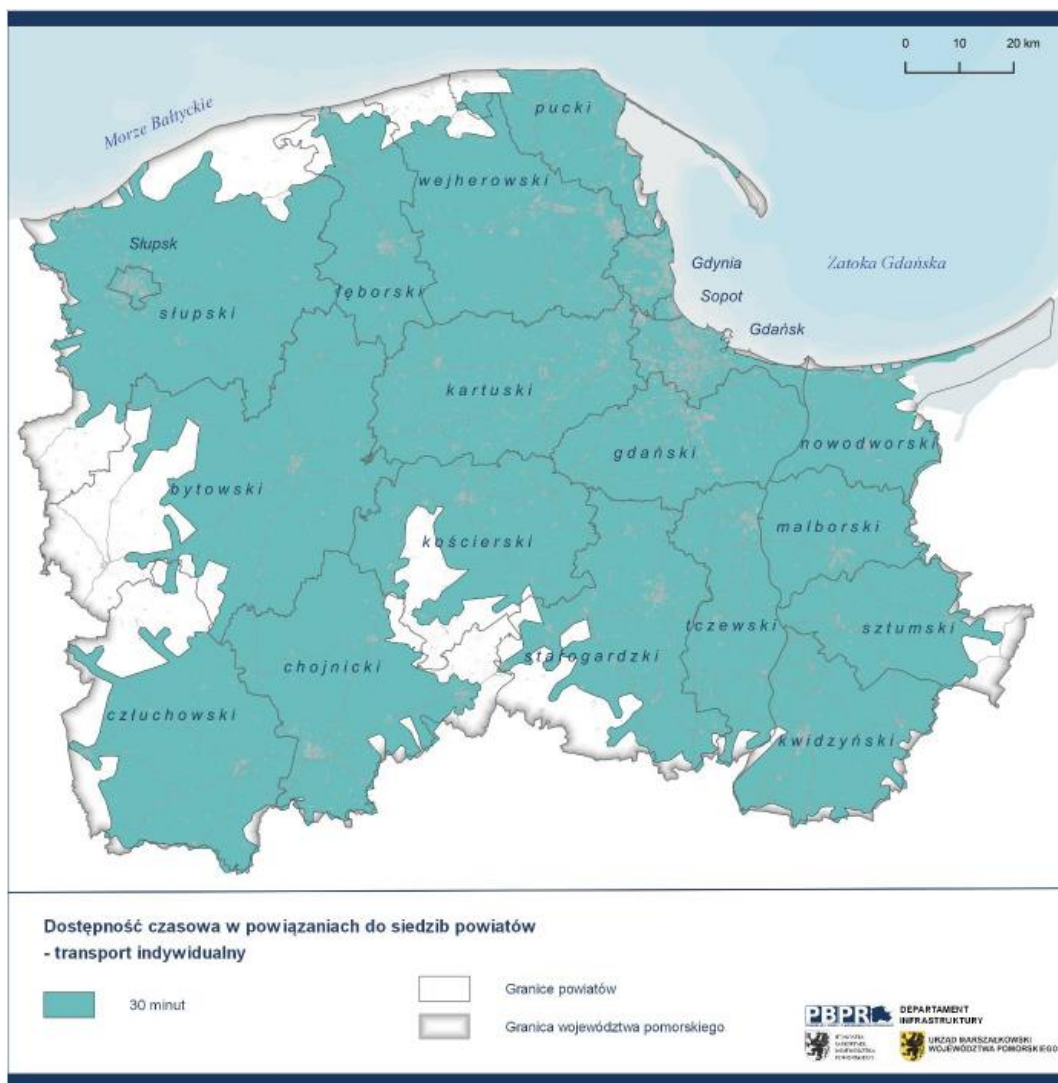 0 10 20 km
Morze Bałtyckie
pucki
wejherowski
Słupsk
Gdynia
Zatoka Gdańska
słupski
lęborski
Sopot
Gdańsk
kartuski
gdański
nowodworski
bytowski
kościerski
malborski
tczewski
sztumski
chojnicki
starogardzki
człuchowski
kwidzyński
Dostępność czasowa w powiązaniach do siedzib powiatów
- transport indywidualny
30 minut
Granice powiatów
Granica województwa pomorskiego
PBPR
DEPARTAMENT
INFRASTRUKTURY
URZĄD MARSZAŁKOWSKI
WOJEWÓDZTWA POMORSKIEGO